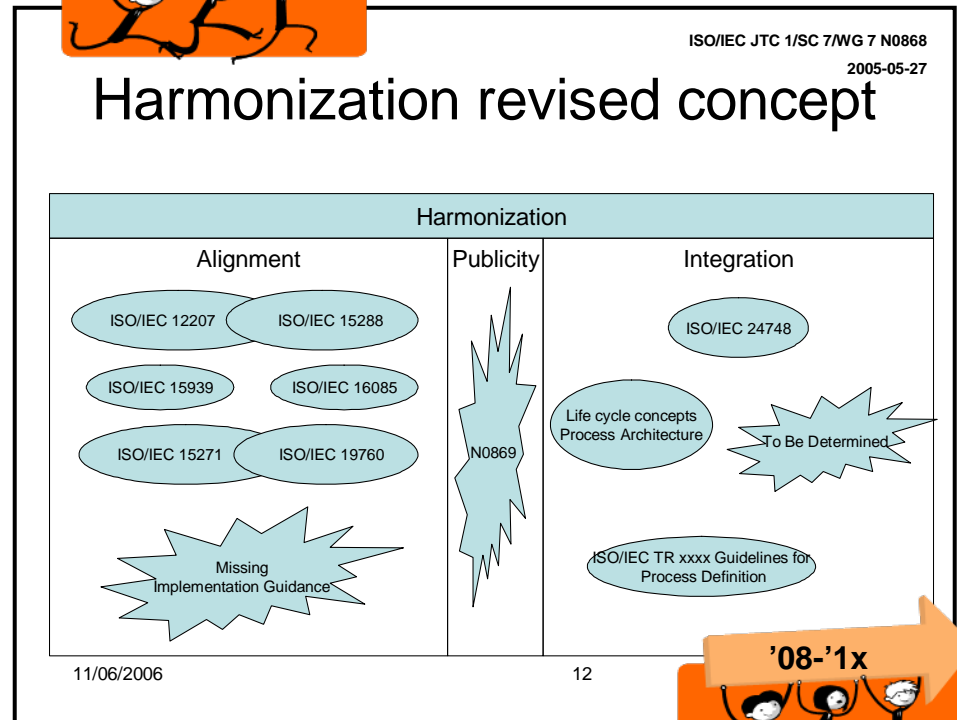 ISO/IEC JTC 1/SC 7/WG 7 N0868
2005-05-27
Harmonization revised concept
Harmonization
Alignment
Publicity
Integration
ISO/IEC 12207
ISO/IEC 15288
ISO/IEC 15939
ISO/IEC 16085
ISO/IEC 15271
ISO/IEC 19760
Missing
Implementation Guidance
N0869
ISO/IEC 24748
Life cycle concepts
Process Architecture
To Be Determined
ISO/IEC TR xxxx Guidelines for
Process Definition
'08-'1x
11/06/2006
12